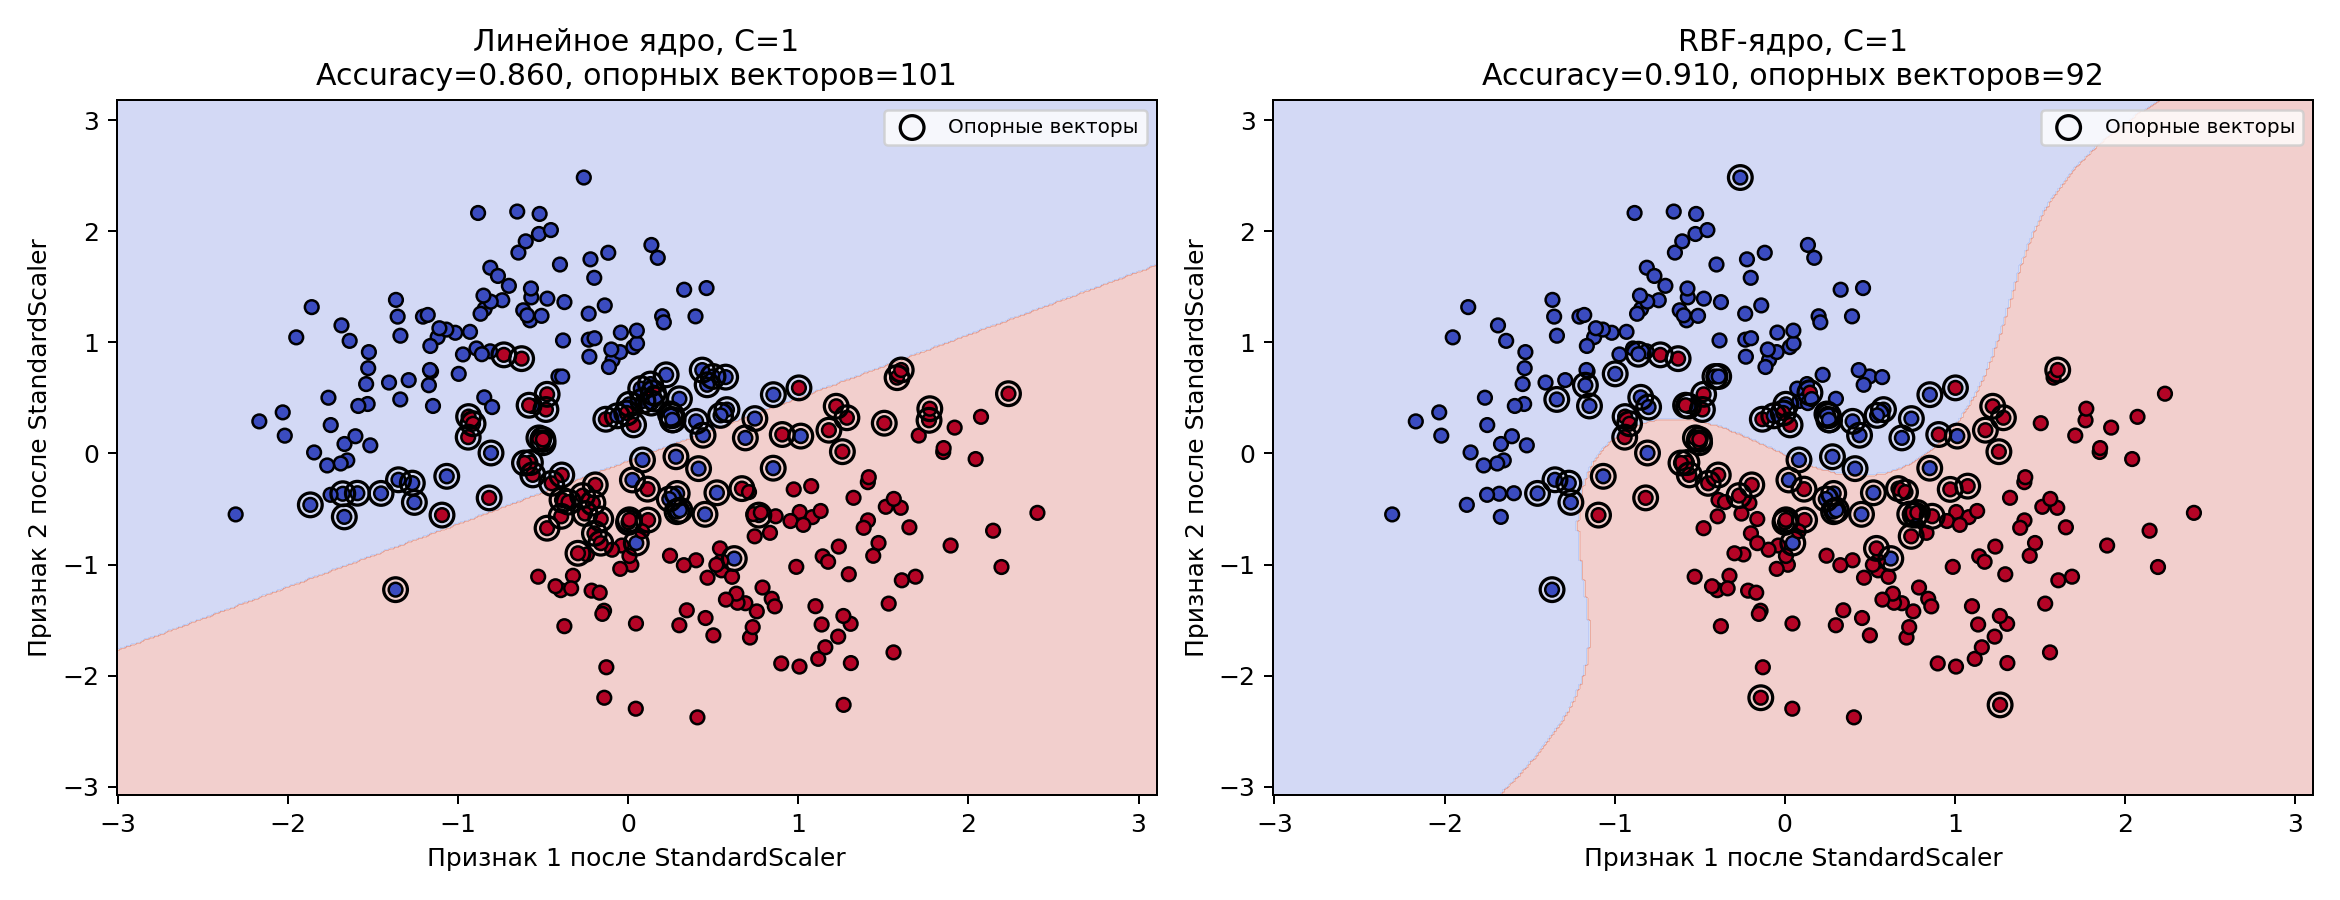 Линейное ядро, C=1
Accuracy=0.860, опорных векторов=101
Опорные векторы
3
2
1
0
−1
−2
−3
−3
−2
−1
0
1
2
3
Признак 2 после StandardScaler
Признак 1 после StandardScaler
RBF-ядро, C=1
Accuracy=0.910, опорных векторов=92
Опорные векторы
3
2
1
0
−1
−2
−3
−3
−2
−1
0
1
2
3
Признак 2 после StandardScaler
Признак 1 после StandardScaler